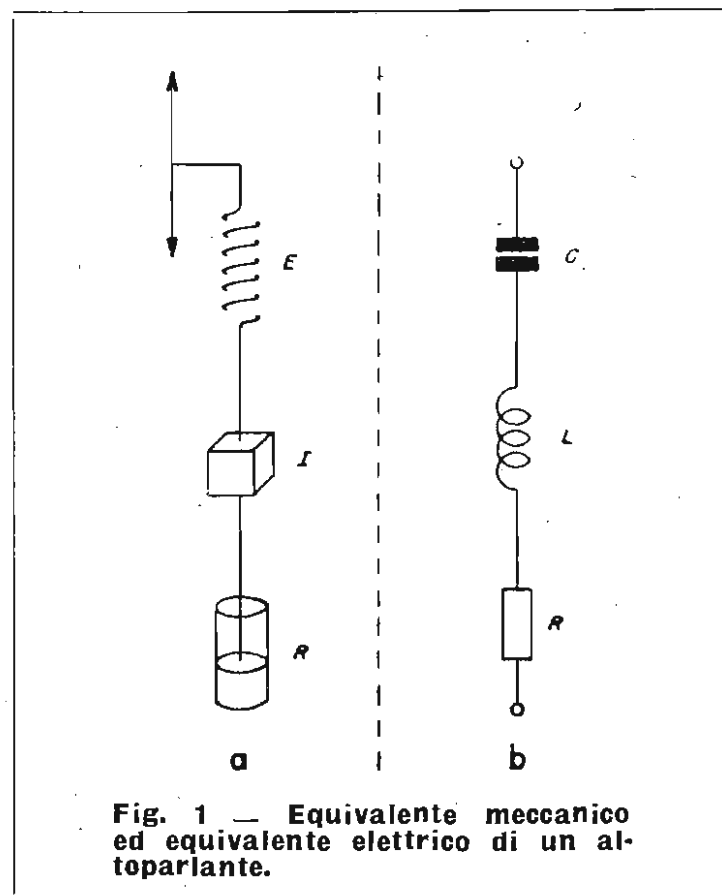 E
C
I
L
R
R
a
b
Fig. 1 — Equivalente meccanico
ed equivalente elettrico di un al-
toparlante.